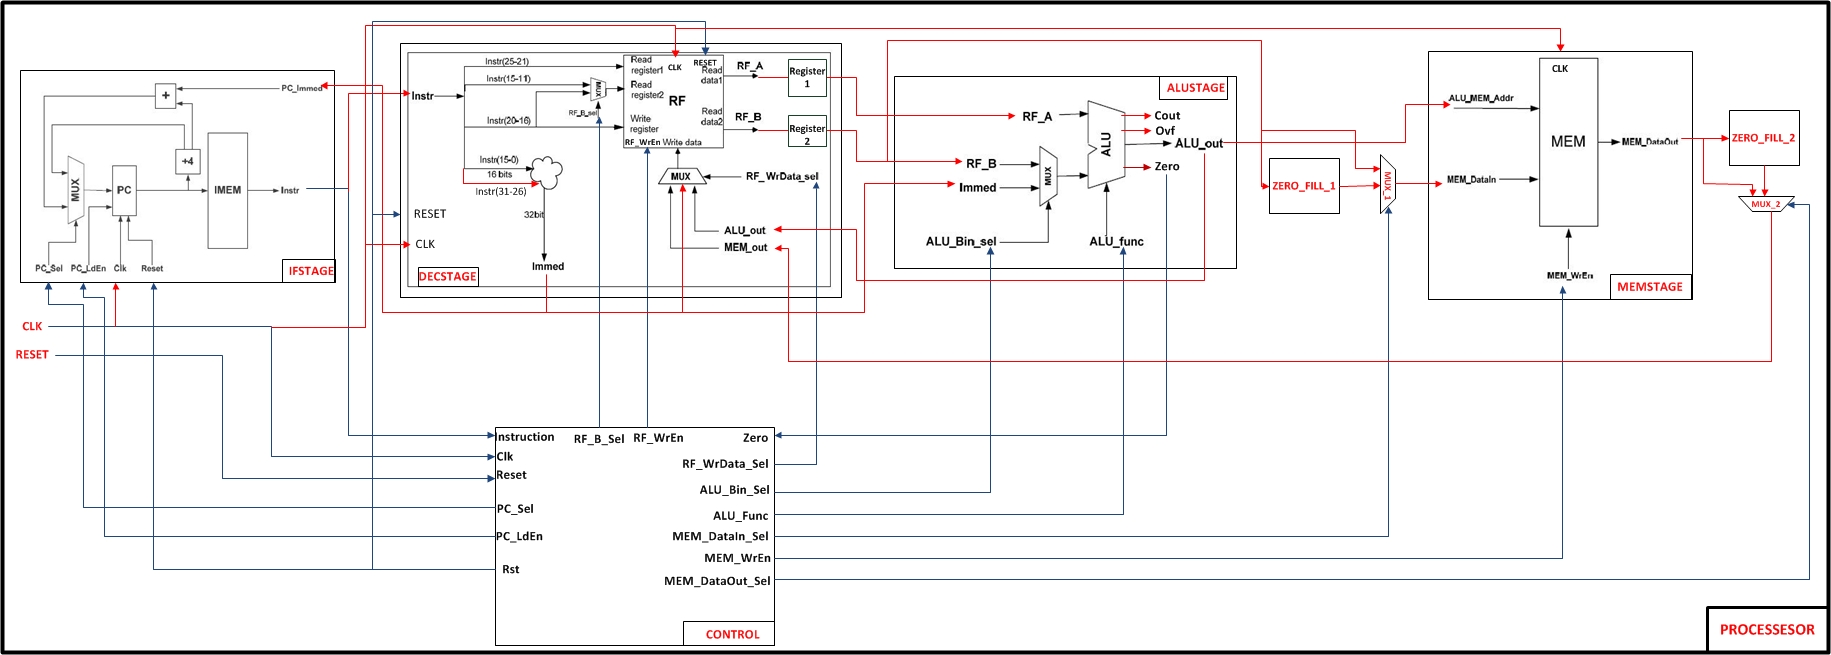 PC_Immed
+
+4
MUX
PC
IMEM
Instr
PC_Sel
PC_LdEn
Clk
Reset
IFSTAGE
CLK
RESET
Instr
Instr(25-21)
Instr(15-11)
Instr(20-16)
MUX
RF_B_sel
Read
register1
CLK
RESET
Read
data1
Read
register2
RF
Read
data2
Write
register
RF_WrEn Write data
RF_A
Register
1
RF_B
Register
2
Instr(15-0)
16 bits
Instr(31-26)
32bit
Immed
MUX
RF_WrData_sel
ALU_out
MEM_out
RESET
CLK
DECSTAGE
ALUSTAGE
RF_A
RF_B
Immed
MUX
ALU
Cout
Ovf
ALU_out
Zero
ALU_Bin_sel
ALU_func
ZERO_FILL_1
MUX_1
CLK
ALU_MEM_Addr
MEM
MEM_DataOut
MEM_DataIn
MEM_WrEn
MEMSTAGE
ZERO_FILL_2
MUX_2
Instruction
RF_B_Sel
RF_WrEn
Zero
Clk
RF_WrData_Sel
Reset
ALU_Bin_Sel
PC_Sel
ALU_Func
PC_LdEn
MEM_DataIn_Sel
MEM_WrEn
Rst
MEM_DataOut_Sel
CONTROL
PROCESSESOR